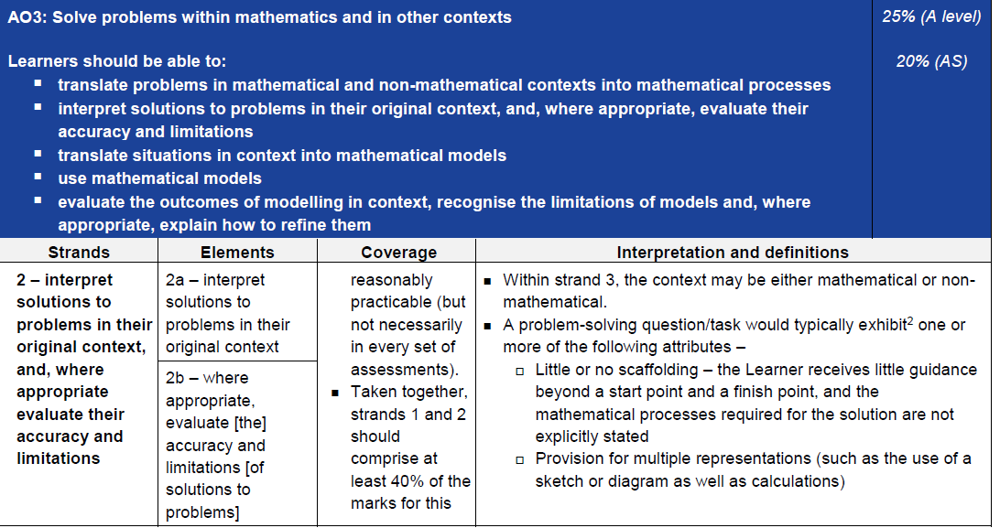 AO3: Solve problems within mathematics and in other contexts
25% (A level)
Learners should be able to:
20% (AS)
▪ translate problems in mathematical and non-mathematical contexts into mathematical processes
▪ interpret solutions to problems in their original context, and, where appropriate, evaluate their
accuracy and limitations
▪ translate situations in context into mathematical models
▪ use mathematical models
▪ evaluate the outcomes of modelling in context, recognise the limitations of models and, where
appropriate, explain how to refine them
Strands
Elements
Coverage
Interpretation and definitions
2 – interpret
solutions to
problems in their
original context,
and, where
appropriate
evaluate their
accuracy and
limitations
2a – interpret
solutions to
problems in their
original context
2b – where
appropriate,
evaluate [the]
accuracy and
limitations [of
solutions to
problems]
reasonably
practicable (but
not necessarily
in every set of
assessments).
▪ Taken together,
strands 1 and 2
should
comprise at
least 40% of the
marks for this
▪ Within strand 3, the context may be either mathematical or non-
mathematical.
▪ A problem-solving question/task would typically exhibit² one or
more of the following attributes –
▫ Little or no scaffolding – the Learner receives little guidance
beyond a start point and a finish point, and the
mathematical processes required for the solution are not
explicitly stated
▫ Provision for multiple representations (such as the use of a
sketch or diagram as well as calculations)